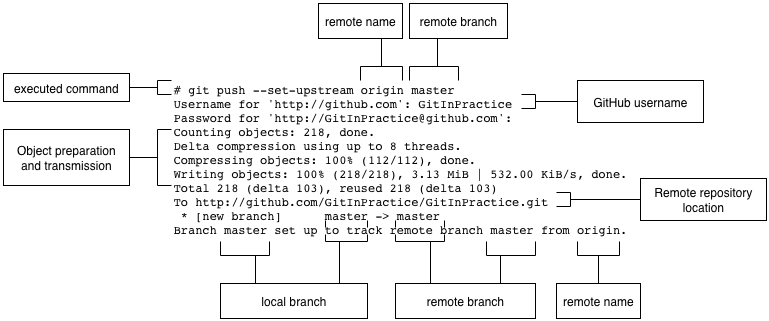 remote name
remote branch
executed command
# git push --set-upstream origin master
Username for 'http://github.com': GitInPractice
GitHub username
Password for 'http://GitInPractice@github.com':
Counting objects: 218, done.
Object preparation
and transmission
Delta compression using up to 8 threads.
Compressing objects: 100% (112/112), done.
Writing objects: 100% (218/218), 3.13 MiB | 532.00 KiB/s, done.
Total 218 (delta 103), reused 218 (delta 103)
To http://github.com/GitInPractice/GitInPractice.git
Remote repository
location
* [new branch]      master -> master
Branch master set up to track remote branch master from origin.
local branch
remote branch
remote name